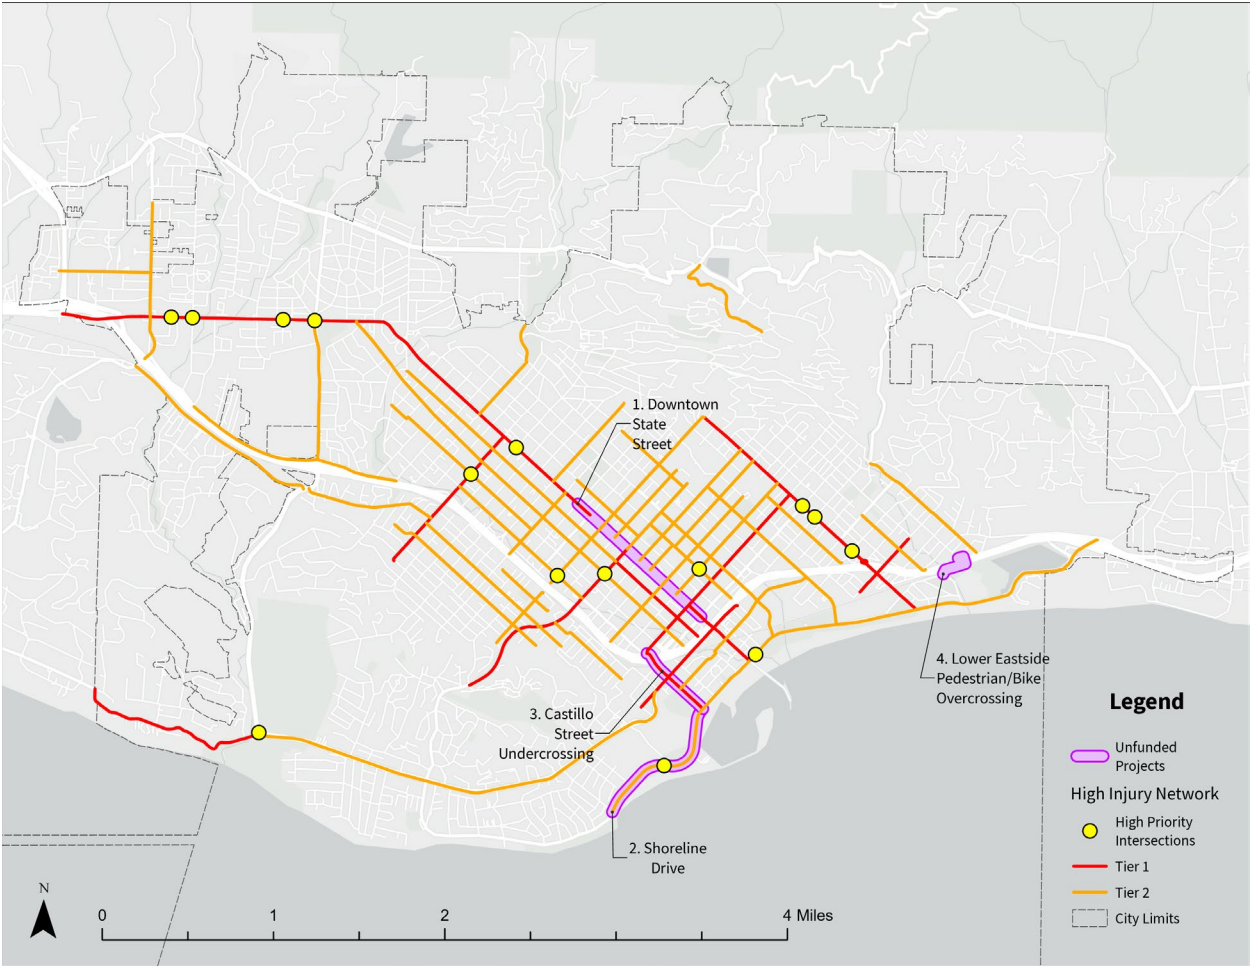 1. Downtown
State
Street
4. Lower Eastside
Pedestrian/Bike
Overcrossing
3. Castillo
Street
Undercrossing
2. Shoreline
Drive
Legend
Unfunded
Projects
High Injury Network
High Priority
Intersections
Tier 1
Tier 2
City Limits
N
0 1 2 4 Miles